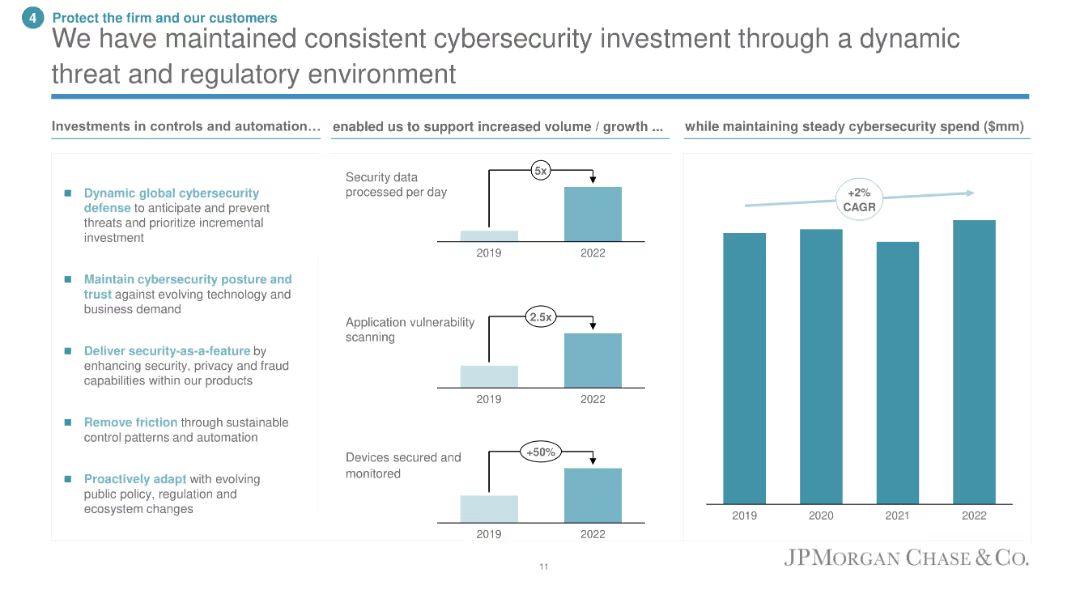 4 Protect the firm and our customers
We have maintained consistent cybersecurity investment through a dynamic
threat and regulatory environment
Investments in controls and automation…
■ Dynamic global cybersecurity
defense to anticipate and prevent
threats and prioritize incremental
investment
■ Maintain cybersecurity posture and
trust against evolving technology and
business demand
■ Deliver security-as-a-feature by
enhancing security, privacy and fraud
capabilities within our products
■ Remove friction through sustainable
control patterns and automation
■ Proactively adapt with evolving
public policy, regulation and
ecosystem changes
enabled us to support increased volume / growth ...
Security data
processed per day
5x
2019 2022
Application vulnerability
scanning
2.5x
2019 2022
Devices secured and
monitored
+50%
2019 2022
while maintaining steady cybersecurity spend ($mm)
+2%
CAGR
2019 2020 2021 2022
11
JPMORGAN CHASE & CO.